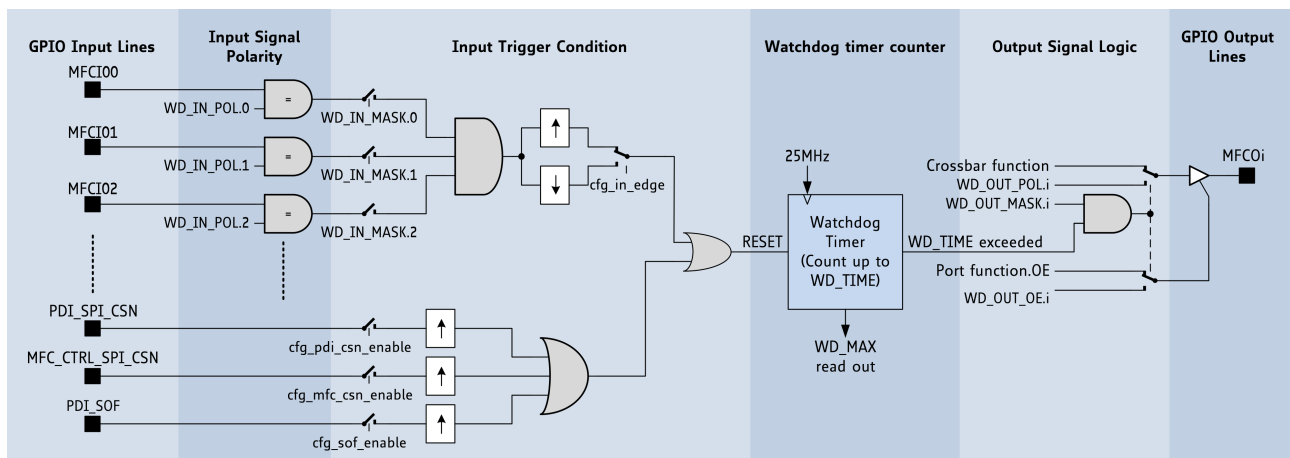 GPIO Input Lines
Input Signal
Polarity
Input Trigger Condition
Watchdog timer counter
Output Signal Logic
GPIO Output
Lines
MFCI00
WD_IN_POL.0
=
WD_IN_MASK.0
MFCI01
WD_IN_POL.1
=
WD_IN_MASK.1
MFCI02
WD_IN_POL.2
=
WD_IN_MASK.2
cfg_in_edge
PDI_SPI_CSN
cfg_pdi_csn_enable
MFC_CTRL_SPI_CSN
cfg_mfc_csn_enable
PDI_SOF
cfg_sof_enable
RESET
25MHz
Watchdog
Timer
(Count up to
WD_TIME)
WD_MAX
read out
WD_TIME exceeded
Crossbar function
WD_OUT_POL.i
WD_OUT_MASK.i
Port function.OE
WD_OUT_OE.i
MFCOi